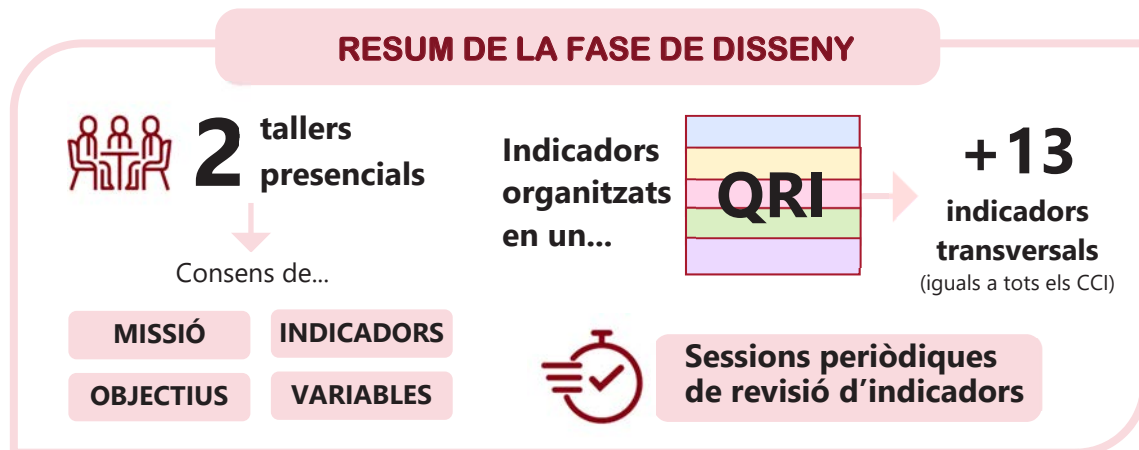 RESUM DE LA FASE DE DISSENY
2 tallers
presencials
Consens de...
MISSIÓ
INDICADORS
OBJECTIUS
VARIABLES
Indicadors
organitzats
en un...
QRI
+13
indicadors
transversals
(iguals a tots els CCI)
Sessions periòdiques
de revisió d’indicadors